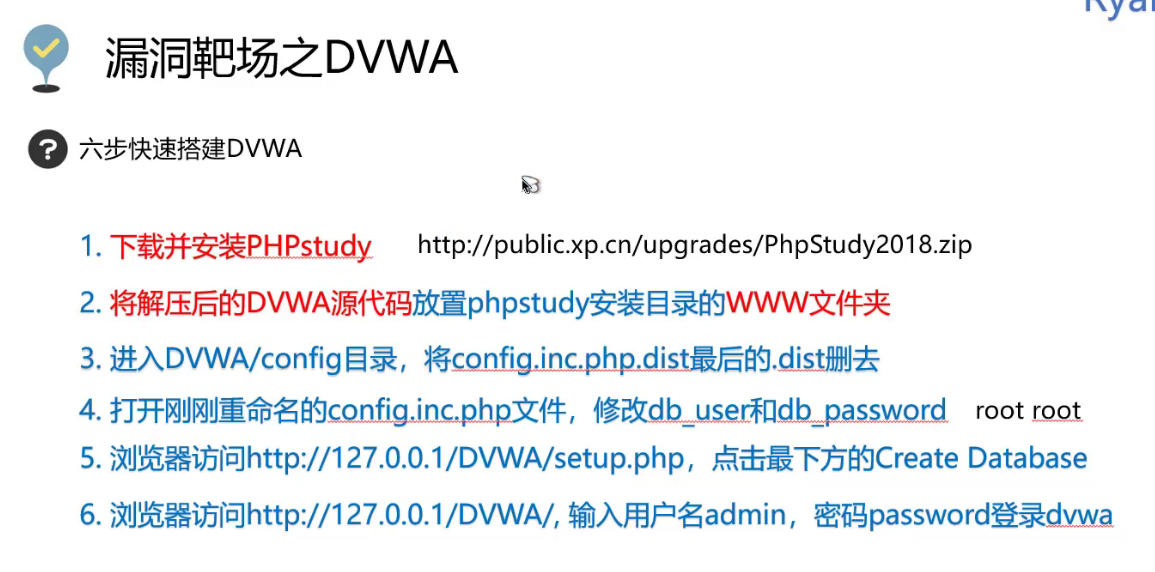 漏洞靶场之DVWA
六步快速搭建DVWA
1. 下载并安装PHPstudy http://public.xp.cn/upgrades/PhpStudy2018.zip
2. 将解压后的DVWA源代码放置phpstudy安装目录的WWW文件夹
3. 进入DVWA/config目录，将config.inc.php.dist最后的.dist删去
4. 打开刚刚重命名的config.inc.php文件，修改db_user和db_password root root
5. 浏览器访问http://127.0.0.1/DVWA/setup.php，点击最下方的Create Database
6. 浏览器访问http://127.0.0.1/DVWA/, 输入用户名admin，密码password登录dvwa